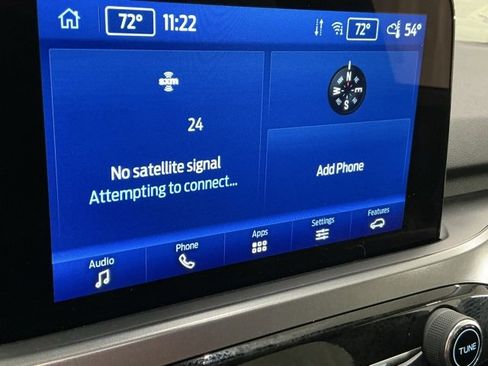 72° 11:22 72° 54°
sxm
24
No satellite signal
Attempting to connect...
N
W E
S
Add Phone
Audio
Phone
Apps
Settings
Features
TUNE